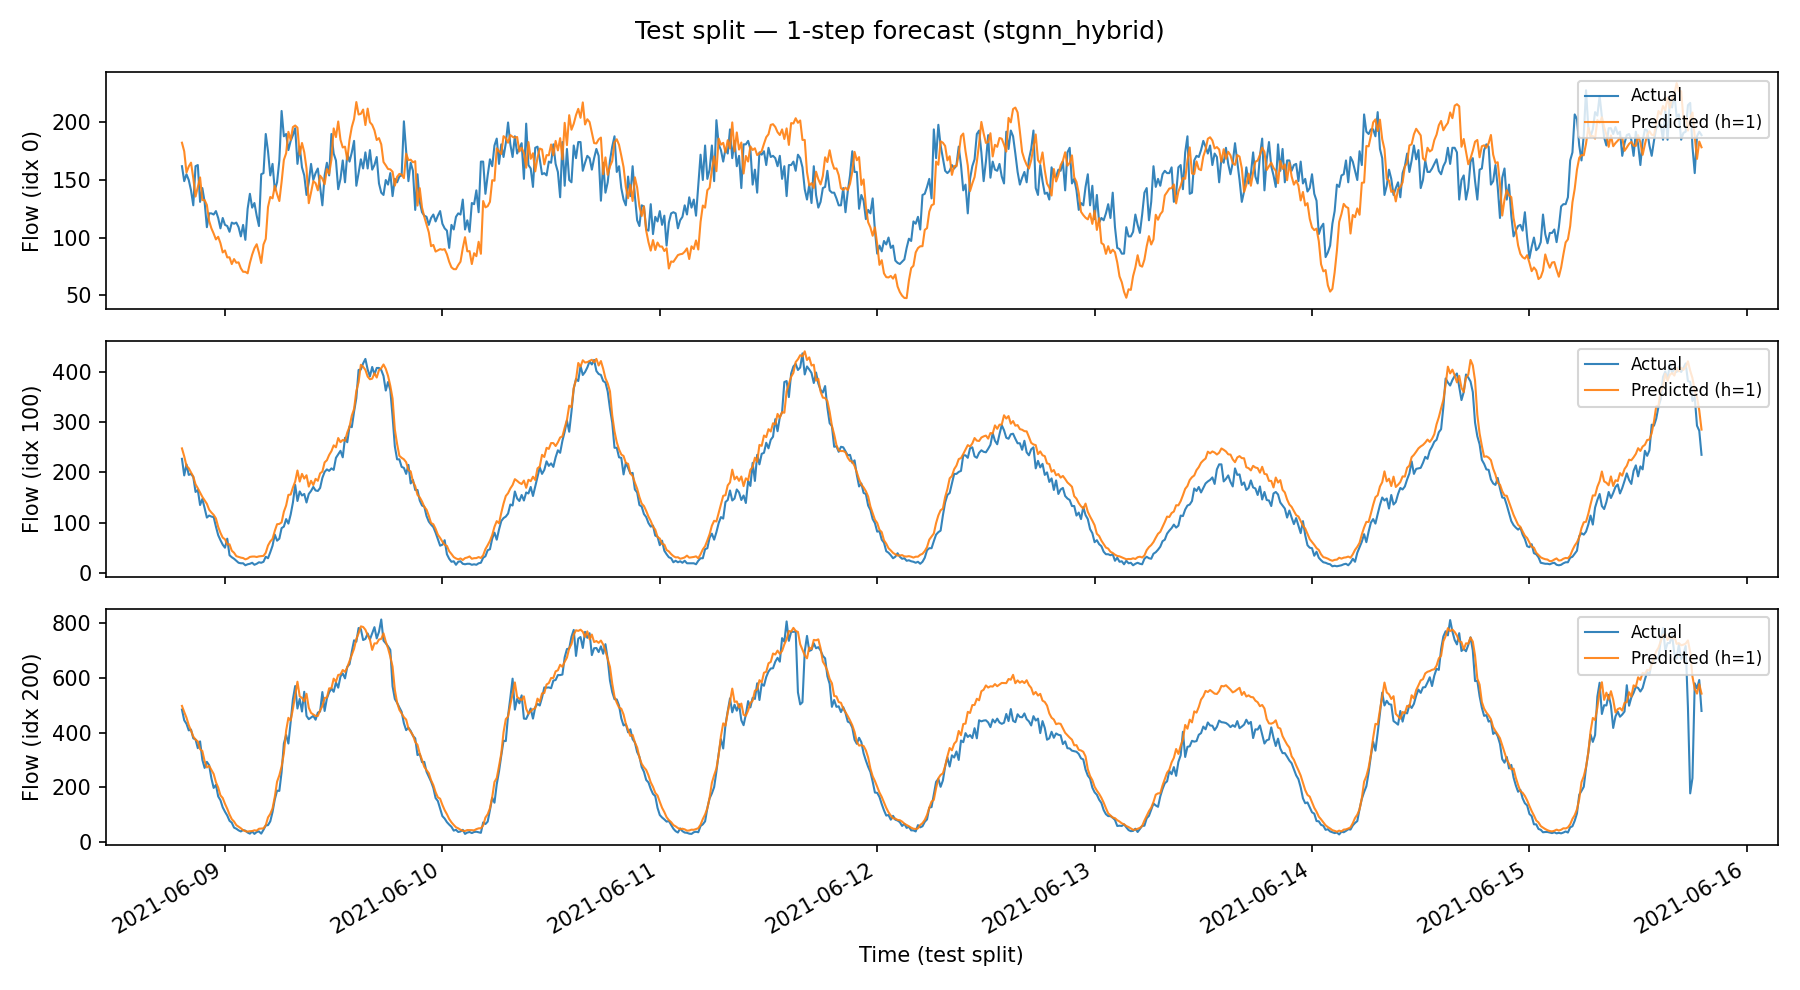 Test split — 1-step forecast (stgnn_hybrid)
Flow (idx 0)
200
150
100
50
Actual
Predicted (h=1)
Flow (idx 100)
400
300
200
100
0
Actual
Predicted (h=1)
Flow (idx 200)
800
600
400
200
0
Actual
Predicted (h=1)
2021-06-09
2021-06-10
2021-06-11
2021-06-12
2021-06-13
2021-06-14
2021-06-15
2021-06-16
Time (test split)